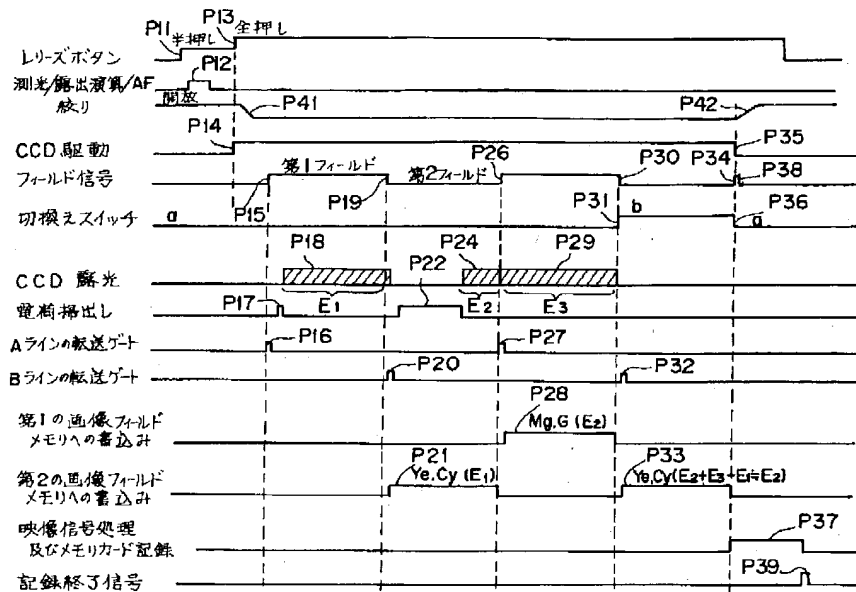 P11 半押し P13 全押し
レリーズボタン
P12
測光/露出演算/AF
開放
絞り P41 P42
P14 P35
CCD駆動
第1フィールド P26 P30 P34 P38
フィールド信号
P15 P19 第2フィールド
切換えスイッチ a P31 b a P36
P18 P24 P29
CCD露光
P17 E1 P22 E2 E3
電荷掃出し
P16 P27
Aラインの転送ゲート
P20 P32
Bラインの転送ゲート
P28
第1の画像フィールド
メモリへの書込み Mg,G(E2)
P21 P33
第2の画像フィールド Ye,Cy(E1) Ye,Cy(E2+E3-E1≒E2)
メモリへの書込み
映像信号処理 P37
及びメモリカード記録
P39
記録終了信号